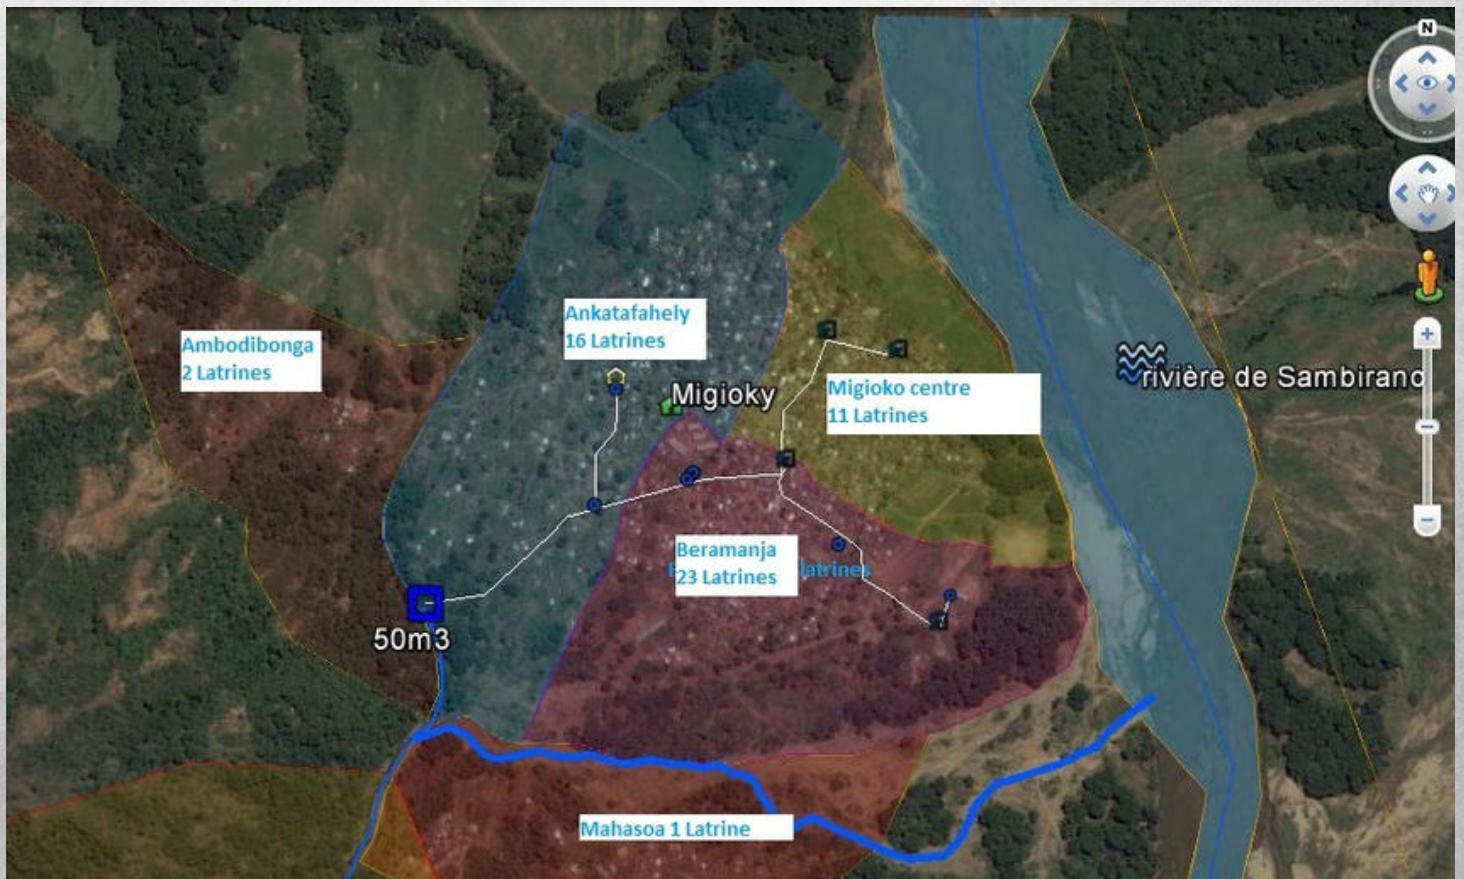 N
Ankatafahely
16 Latrines
Ambodibonga
2 Latrines
Migioky
rivière de Sambirano
Migioko centre
11 Latrines
Beramanja
23 Latrines
latrines
50m3
Mahasoa 1 Latrine